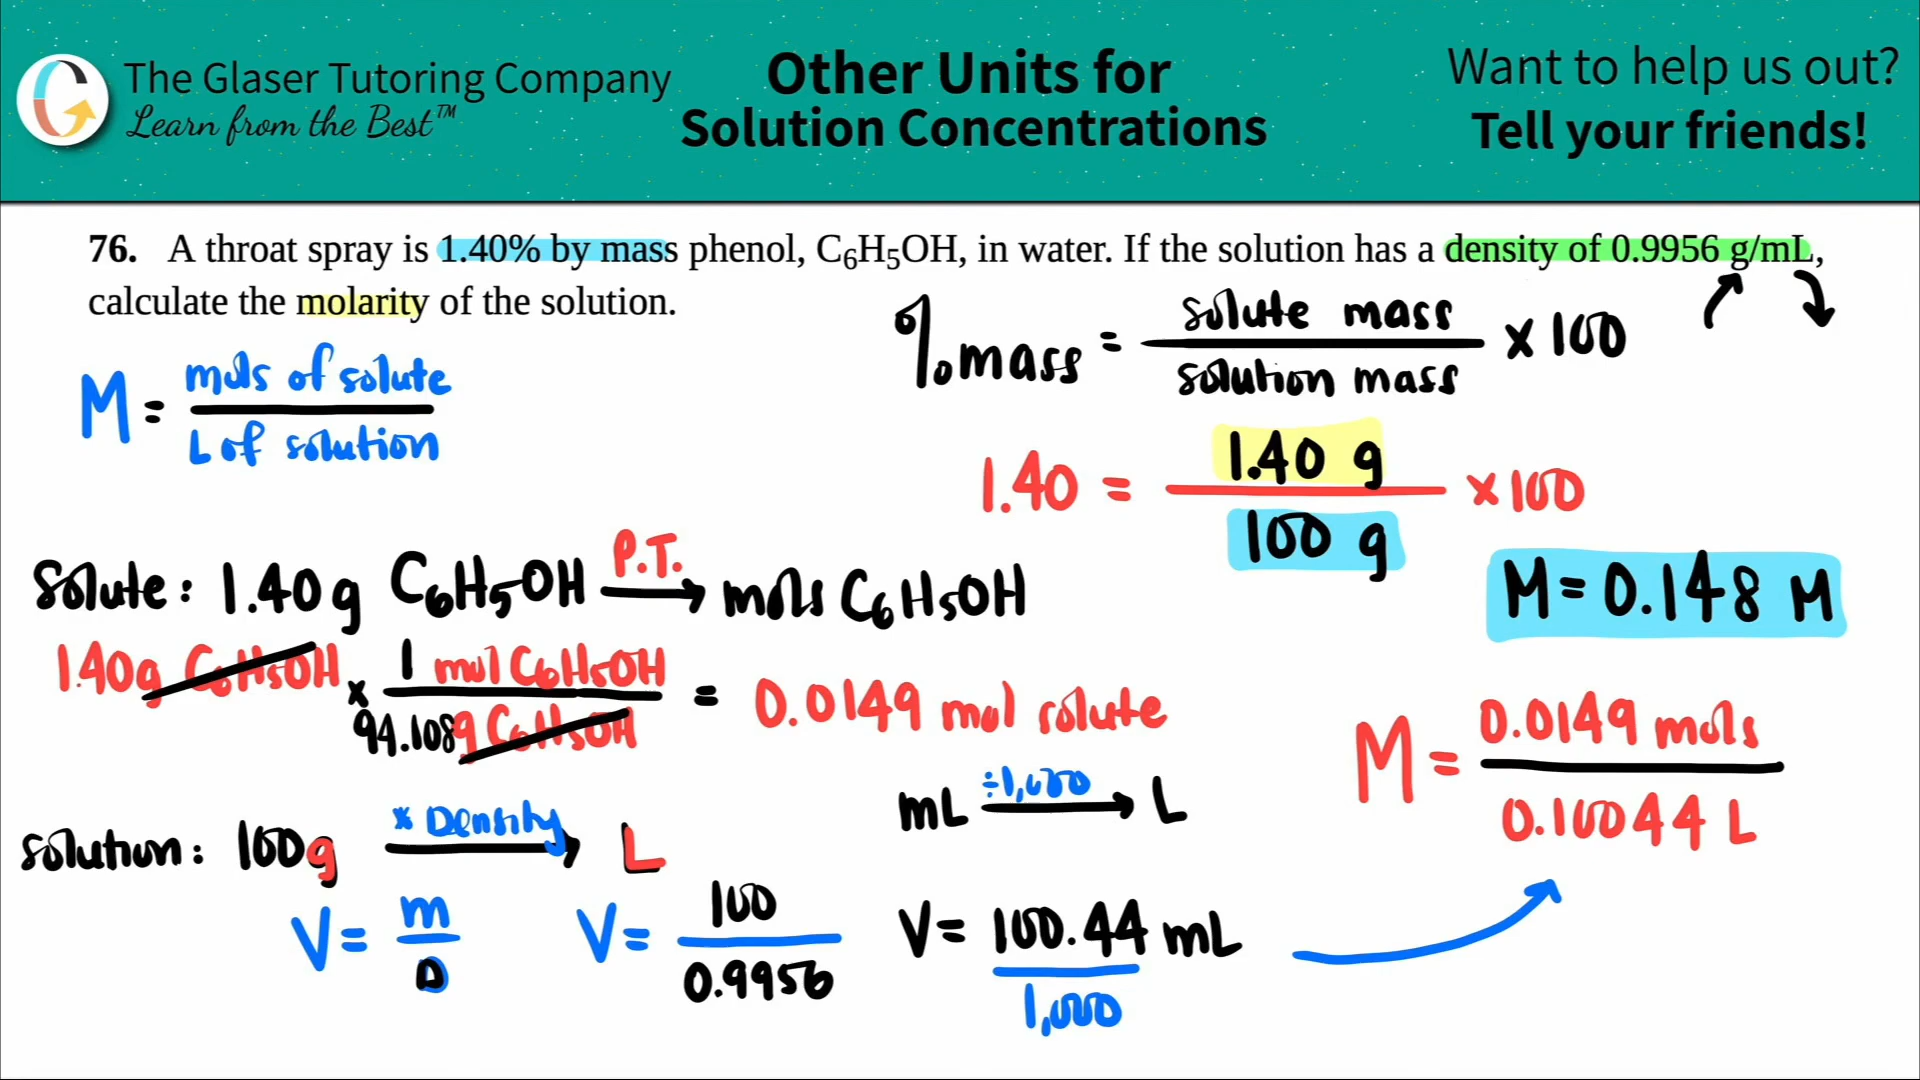 The Glaser Tutoring Company
Learn from the Best™
Other Units for
Solution Concentrations
Want to help us out?
Tell your friends!
76. A throat spray is 1.40% by mass phenol, C₆H₅OH, in water. If the solution has a density of 0.9956 g/mL,
calculate the molarity of the solution.
%mass = solute mass / solution mass × 100
M = mols of solute / L of solution
1.40 = 1.40 g / 100 g × 100
Solute: 1.40 g C₆H₅OH P.T. → mols C₆H₅OH
M = 0.148 M
1.40g C₆H₅OH × 1 mol C₆H₅OH / 94.108g C₆H₅OH = 0.0149 mol solute
M = 0.0149 mols / 0.10044 L
mL ÷1,000 → L
solution: 100g * Density → L
V = m / D
V = 100 / 0.9956
V = 100.44 mL / 1,000